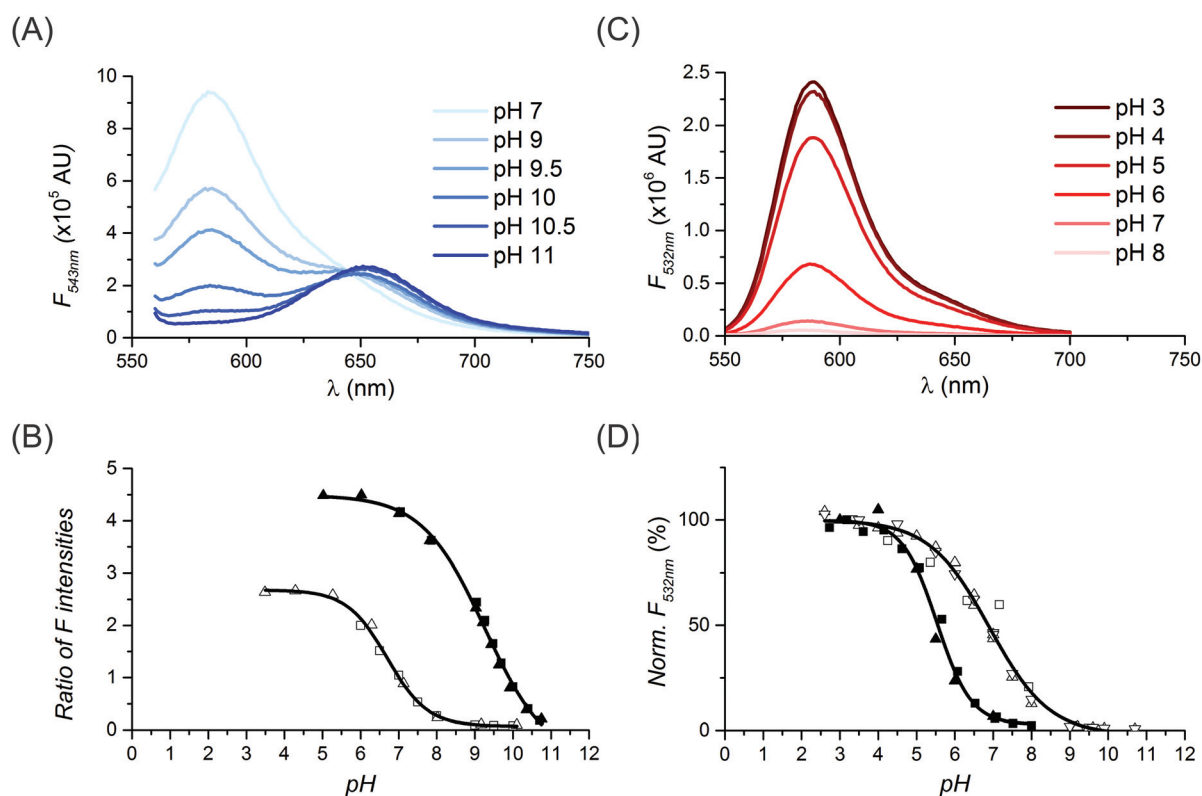 (A)
F543nm (x10^5 AU)
10
8
6
4
2
0
550 600 650 700 750
λ (nm)
pH 7
pH 9
pH 9.5
pH 10
pH 10.5
pH 11
(C)
F532nm (x10^6 AU)
2.5
2.0
1.5
1.0
0.5
0.0
550 600 650 700 750
λ (nm)
pH 3
pH 4
pH 5
pH 6
pH 7
pH 8
(B)
Ratio of F intensities
5
4
3
2
1
0
0 1 2 3 4 5 6 7 8 9 10 11 12
pH
(D)
Norm. F532nm (%)
100
50
0
0 1 2 3 4 5 6 7 8 9 10 11 12
pH